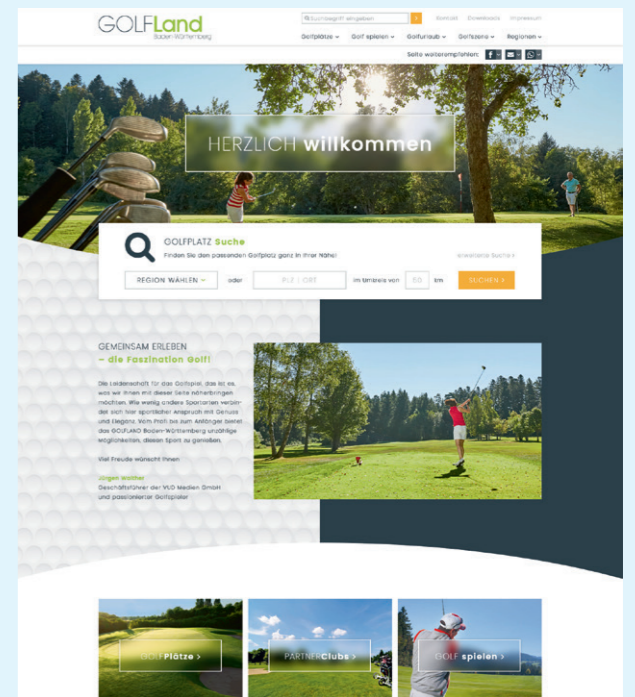 GOLFLand
Baden-Württemberg
Suchbegriff eingeben
Kontakt Downloads Impressum
Golfplätze Golf spielen Golfurlaub Golfszene Regionen
Seite weiterempfehlen:
HERZLICH willkommen
GOLFPLATZ Suche
Finden Sie den passenden Golfplatz ganz in Ihrer Nähe!
erweiterte Suche
REGION WÄHLEN oder PLZ | ORT im Umkreis von 50 km SUCHEN
GEMEINSAM ERLEBEN
– die Faszination Golf!
Die Leidenschaft für das Golfspiel, das ist es,
was wir Ihnen mit dieser Seite näherbringen
möchten. Wie wenig andere Sportarten verbin-
det sich hier sportlicher Anspruch mit Genuss
und Eleganz. Vom Profi bis zum Anfänger bietet
das GOLFLAND Baden-Württemberg unzählige
Möglichkeiten, diesen Sport zu genießen.
Viel Freude wünscht Ihnen
Jürgen
Geschäftsführer der VUD Medien GmbH
und passionierter Golfspieler
GOLFPlätze
PARTNERClubs
GOLF spielen